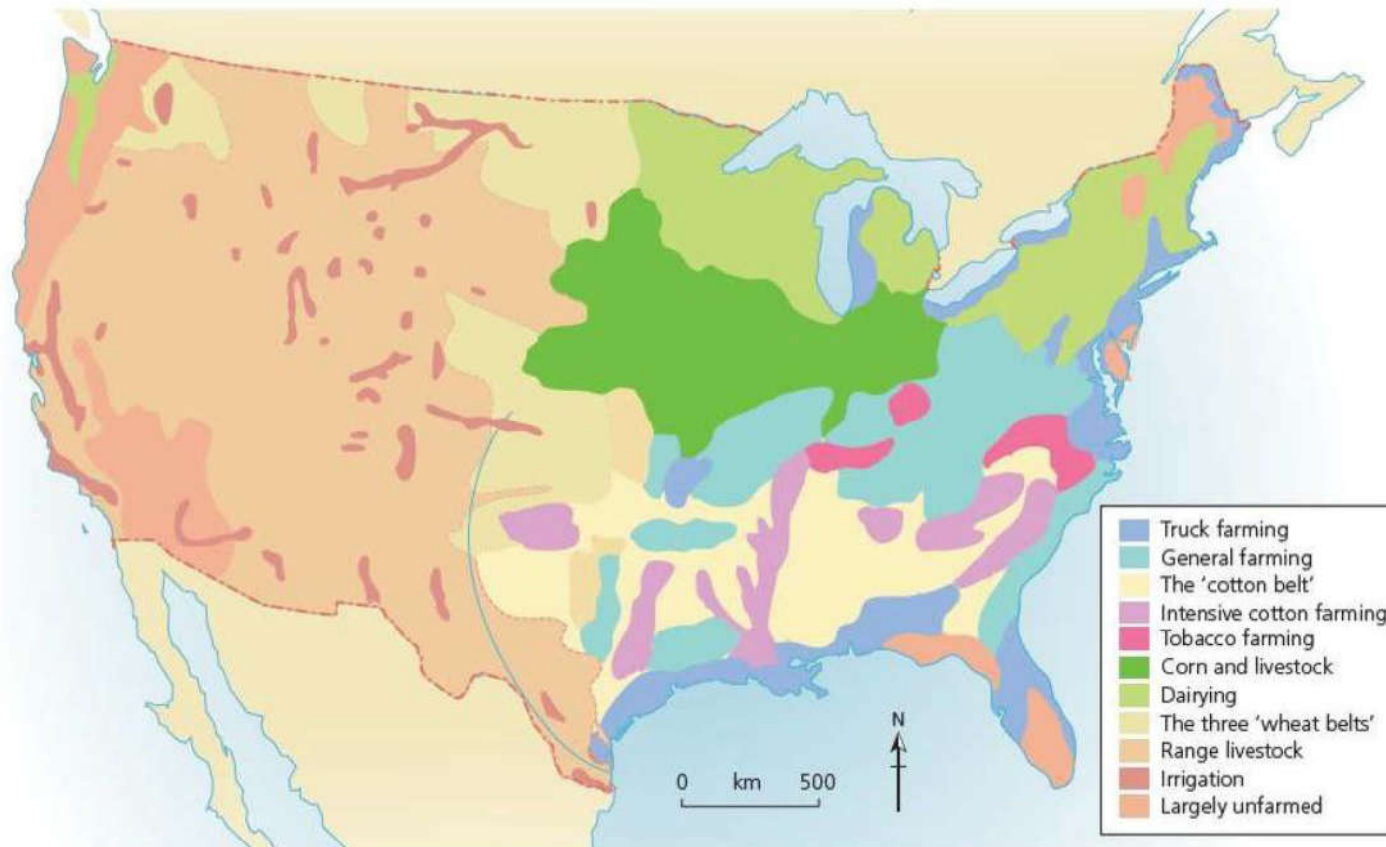 Truck farming
General farming
The 'cotton belt'
Intensive cotton farming
Tobacco farming
Corn and livestock
Dairying
The three 'wheat belts'
Range livestock
Irrigation
Largely unfarmed
N
0 km 500